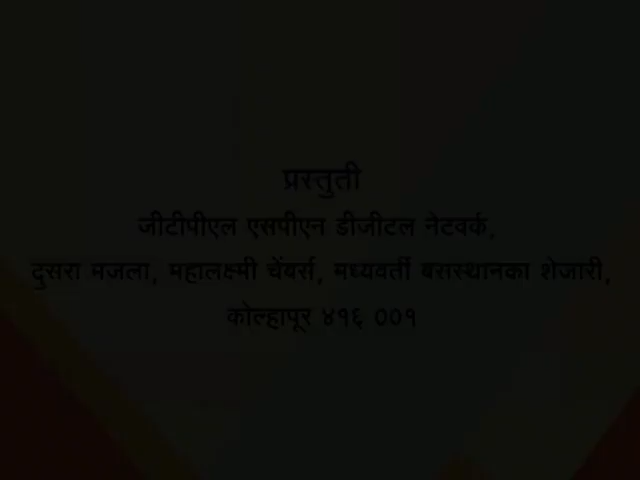 प्रस्तुती
जीटीपीएल एसपीएन डीजीटल नेटवर्क.
दुसरा मजला, महालक्ष्मी चेंबर्स, मध्यवर्ती बसस्थानका शेजारी,
कोल्हापूर ४१६ ००१